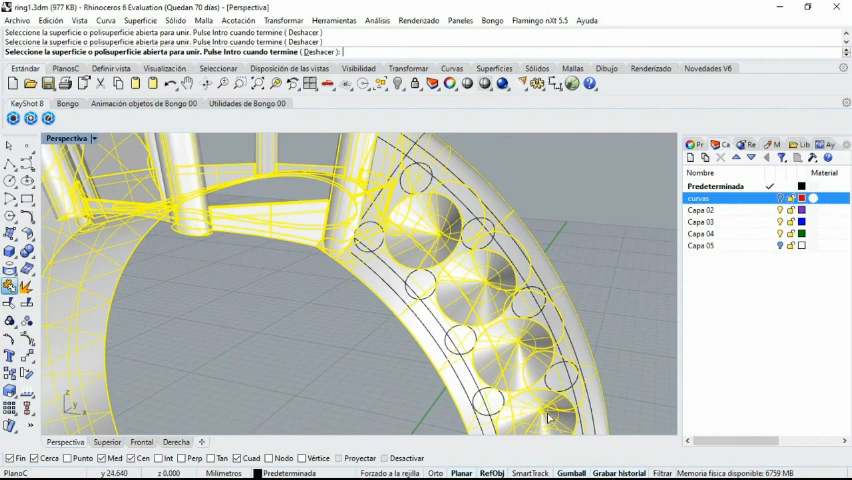 ring1.3dm (977 KB) - Rhinoceros 6 Evaluation (Quedan 70 días) - [Perspectiva]
Archivo Edición Vista Curva Superficie Sólido Malla Acotación Transformar Herramientas Análisis Renderizado Paneles Bongo Flamingo nXt 5.5 Ayuda
Seleccione la superficie o polisuperficie abierta para unir. Pulse Intro cuando termine ( Deshacer )
Seleccione la superficie o polisuperficie abierta para unir. Pulse Intro cuando termine ( Deshacer )
Seleccione la superficie o polisuperficie abierta para unir. Pulse Intro cuando termine ( Deshacer ):
Estándar PlanosC Definir vista Visualización Seleccionar Disposición de las vistas Visibilidad Transformar Curvas Superficies Sólidos Mallas Dibujo Renderizado Novedades V6
KeyShot 8 Bongo Animación objetos de Bongo 00 Utilidades de Bongo 00
Perspectiva
Pr Ca Re M Lib Ay
Nombre Material
Predeterminada
curvas
Capa 02
Capa 03
Capa 04
Capa 05
z
y
x
Perspectiva Superior Frontal Derecha
Fin Cerca Punto Med Cen Int Perp Tan Cuad Nodo Vértice Proyectar Desactivar
PlanoC y 24.640 z 0.000 Milímetros Predeterminada Forzado a la rejilla Orto Planar RefObj SmartTrack Gumball Grabar historial Filtrar Memoria física disponible: 6759 MB